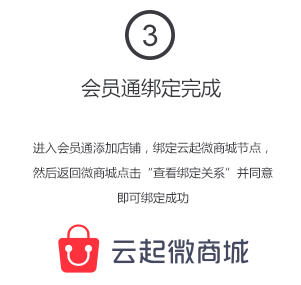 3
会员通绑定完成
进入会员通添加店铺，绑定云起微商城节点，
然后返回微商城点击“查看绑定关系”并同意
即可绑定成功
云起微商城